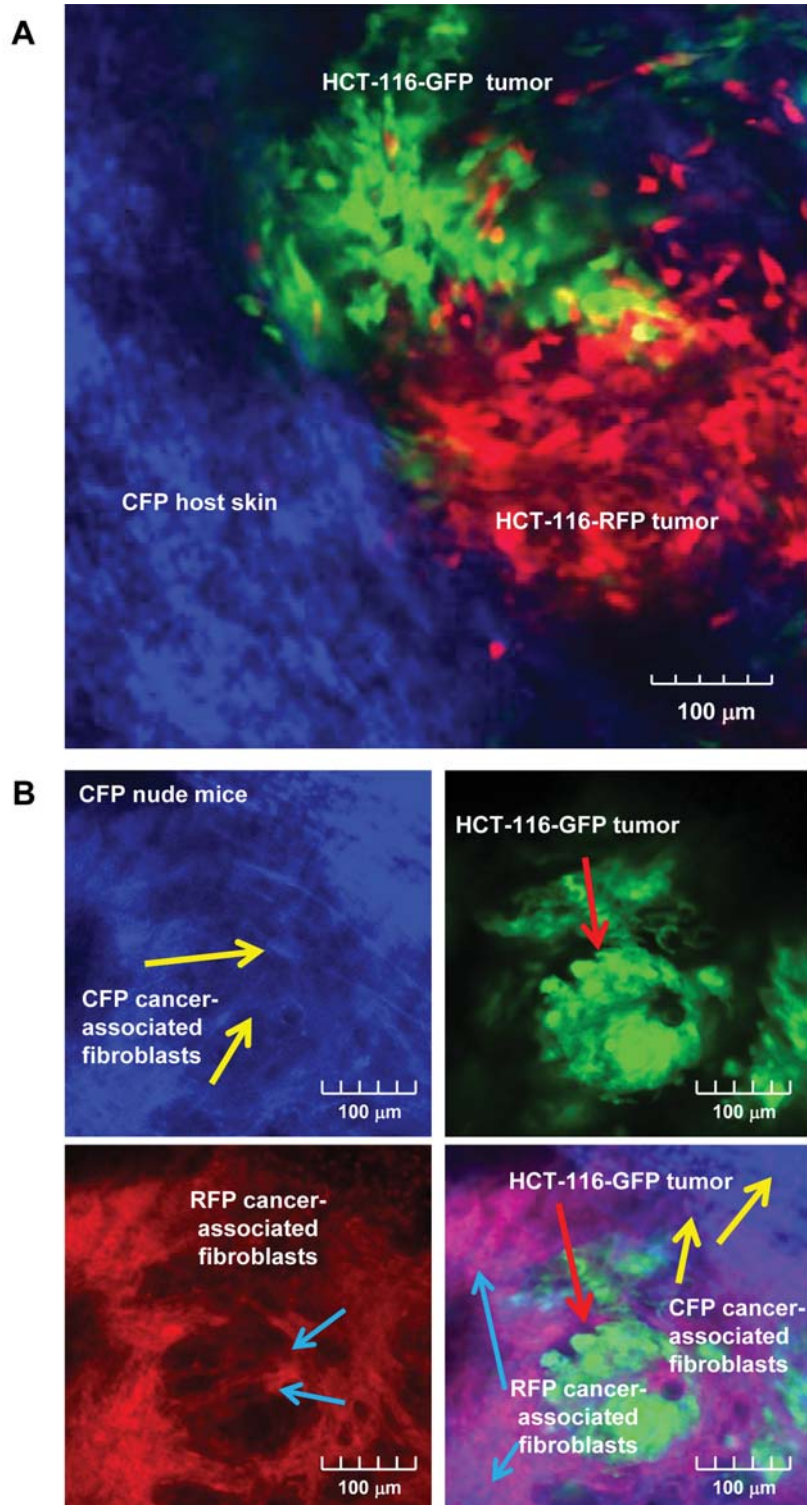 A
HCT-116-GFP tumor
CFP host skin
HCT-116-RFP tumor
100 μm
B
CFP nude mice
CFP cancer-
associated
fibroblasts
100 μm
HCT-116-GFP tumor
100 μm
RFP cancer-
associated
fibroblasts
100 μm
HCT-116-GFP tumor
CFP cancer-
associated
fibroblasts
RFP cancer-
associated
fibroblasts
100 μm